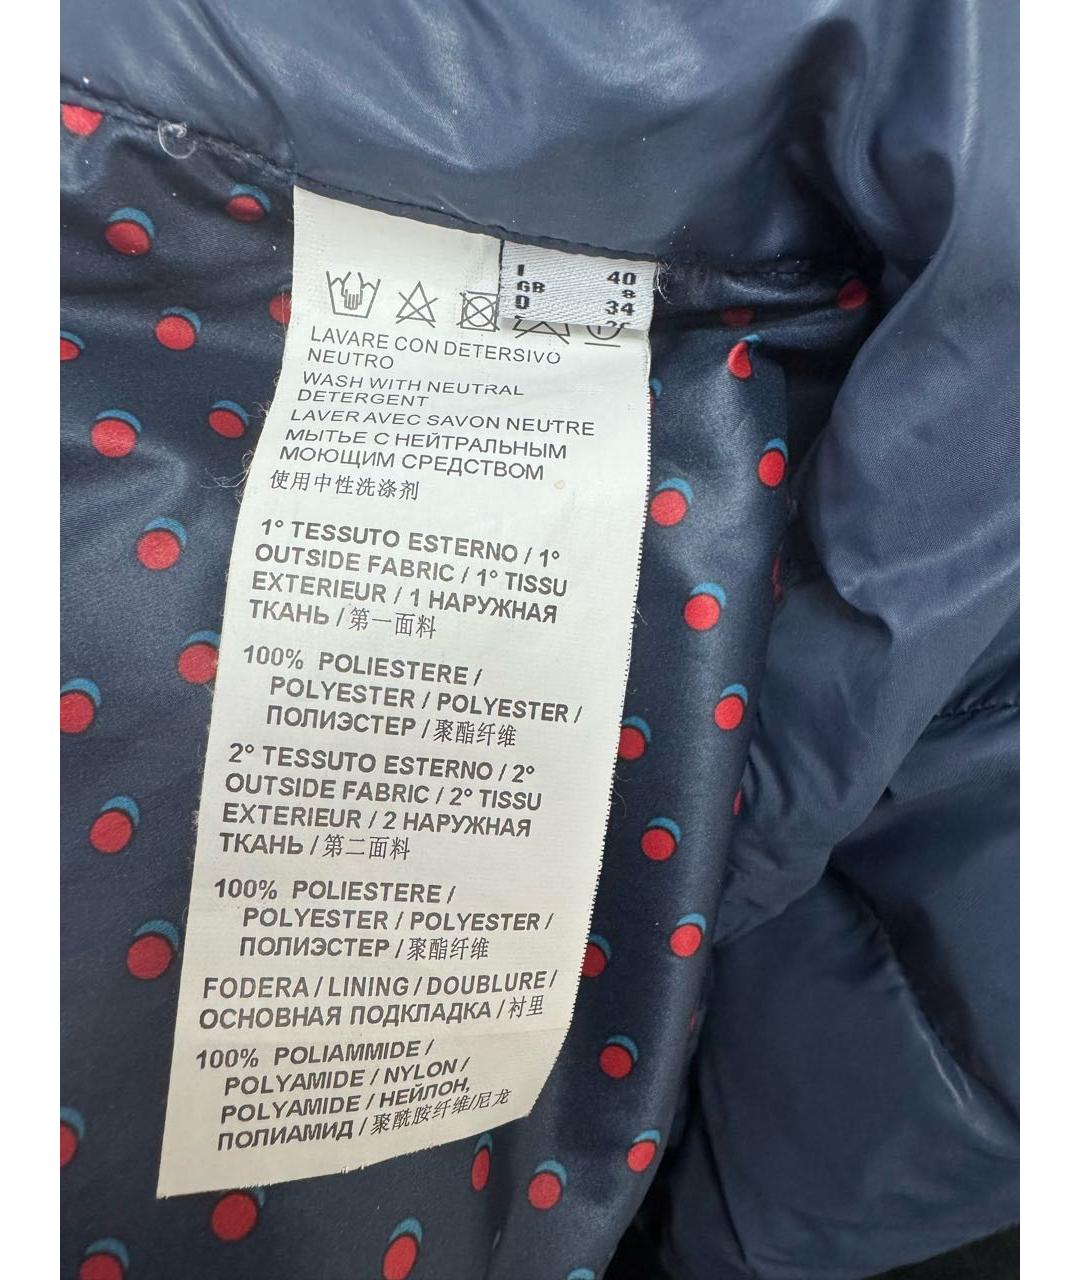 I 40
GB 8
D 34
LAVARE CON DETERSIVO
NEUTRO
WASH WITH NEUTRAL
DETERGENT
LAVER AVEC SAVON NEUTRE
МЫТЬЕ С НЕЙТРАЛЬНЫМ
МОЮЩИМ СРЕДСТВОМ
使用中性洗涤剂
1° TESSUTO ESTERNO / 1°
OUTSIDE FABRIC / 1° TISSU
EXTERIEUR / 1 НАРУЖНАЯ
ТКАНЬ / 第一面料
100% POLIESTERE /
POLYESTER / POLYESTER /
ПОЛИЭСТЕР / 聚酯纤维
2° TESSUTO ESTERNO / 2°
OUTSIDE FABRIC / 2° TISSU
EXTERIEUR / 2 НАРУЖНАЯ
ТКАНЬ / 第二面料
100% POLIESTERE /
POLYESTER / POLYESTER /
ПОЛИЭСТЕР / 聚酯纤维
FODERA / LINING / DOUBLURE /
ОСНОВНАЯ ПОДКЛАДКА / 衬里
100% POLIAMMIDE /
POLYAMIDE / NYLON /
POLYAMIDE / НЕЙЛОН,
ПОЛИАМИД / 聚酰胺纤维/尼龙